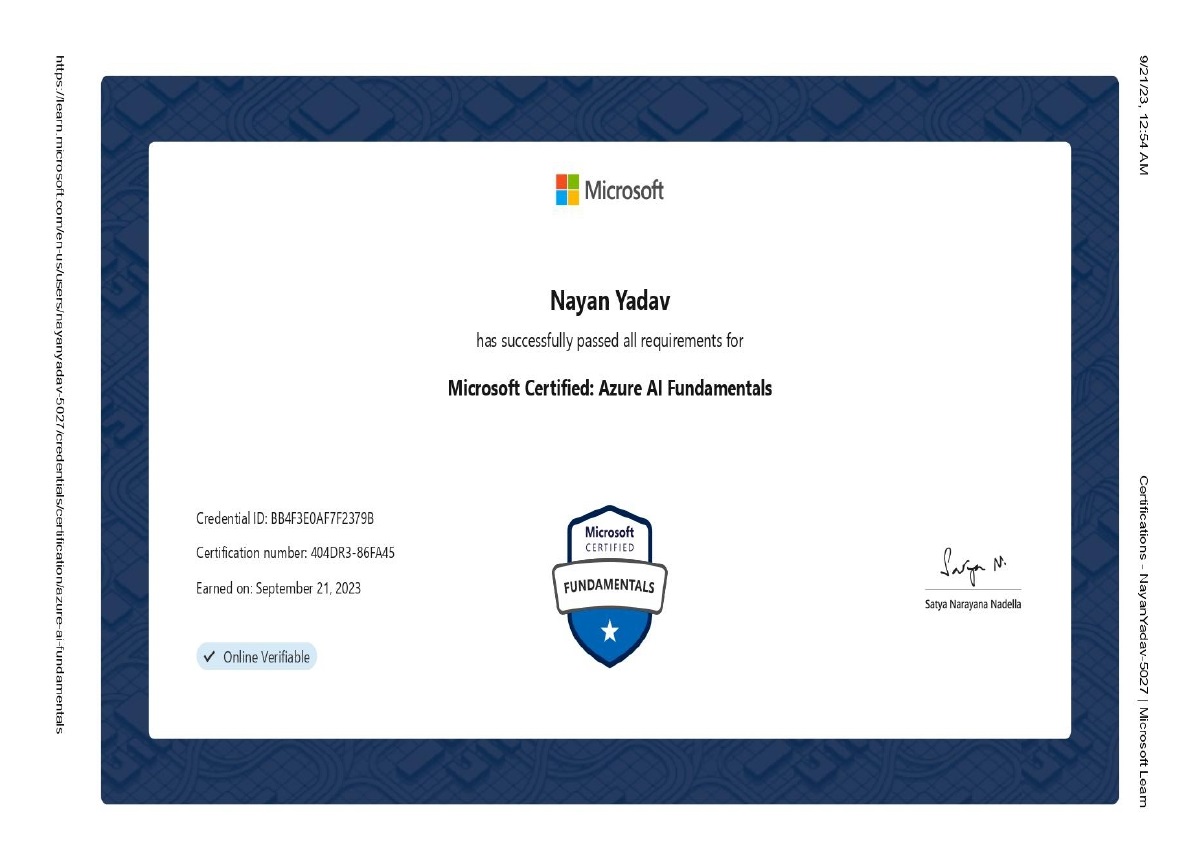 9/21/23, 12:54 AM
Certifications - NayanYadav-5027 | Microsoft Learn
Microsoft
Nayan Yadav
has successfully passed all requirements for
Microsoft Certified: Azure AI Fundamentals
Credential ID: BB4F3E0AF7F2379B
Certification number: 404DR3-86FA45
Earned on: September 21, 2023
Online Verifiable
Microsoft
CERTIFIED
FUNDAMENTALS
Satya N.
Satya Narayana Nadella
https://learn.microsoft.com/en-us/users/nayanyadav-5027/credentials/certification/azure-ai-fundamentals